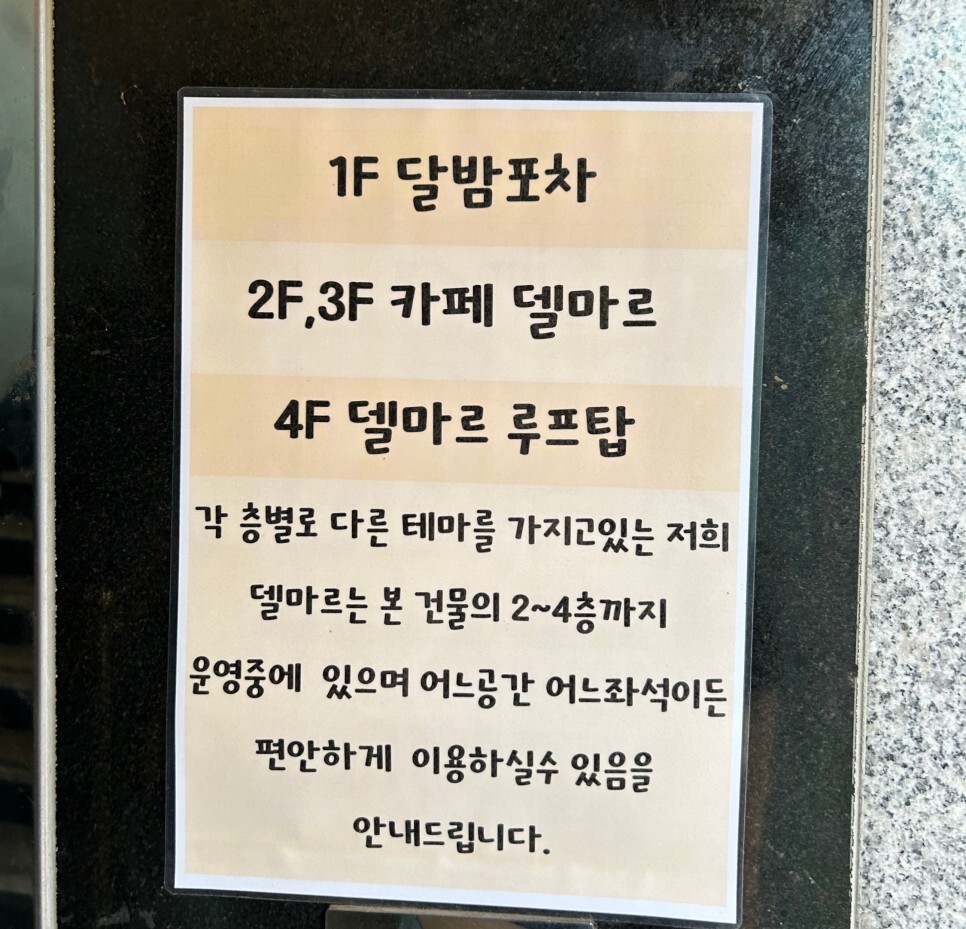 1F 달밤포차
2F,3F 카페 델마르
4F 델마르 루프탑
각 층별로 다른 테마를 가지고있는 저희
델마르는 본 건물의 2~4층까지
운영중에 있으며 어느공간 어느좌석이든
편안하게 이용하실수 있음을
안내드립니다.